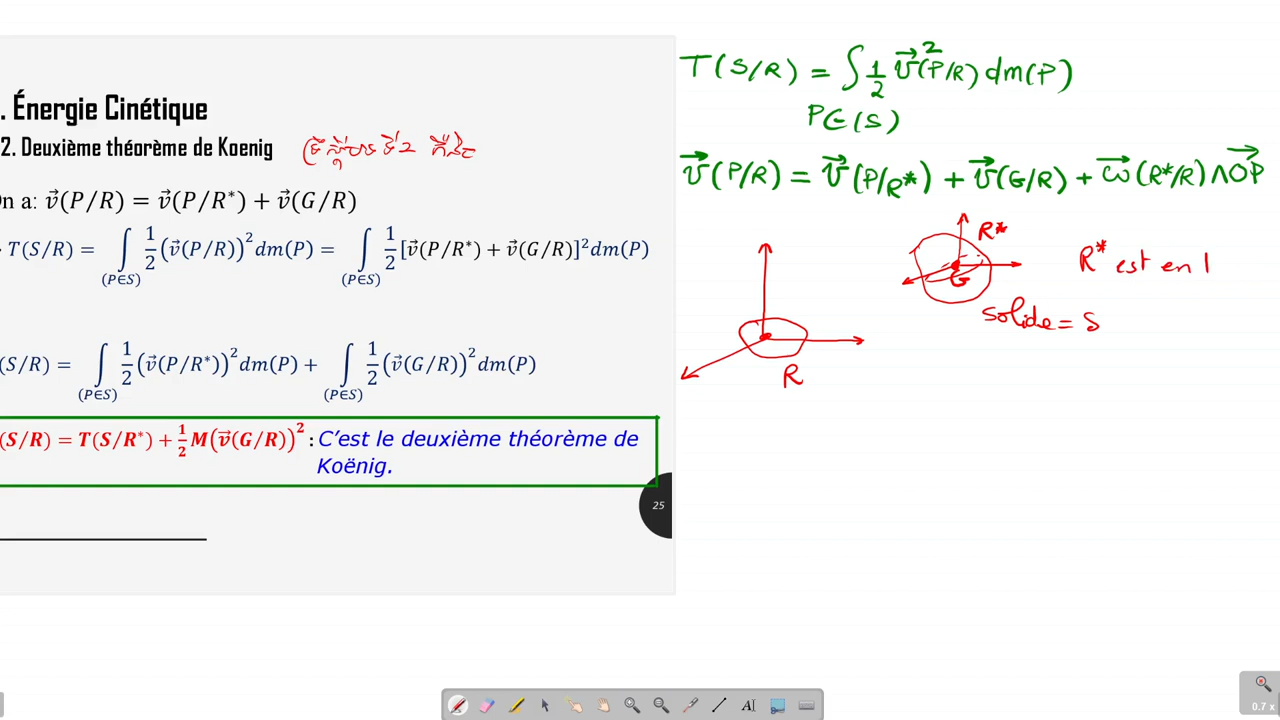 . Énergie Cinétique
2. Deuxième théorème de Koenig
On a: v⃗(P/R) = v⃗(P/R*) + v⃗(G/R)
T(S/R) = ∫(P∈S) 1/2 (v⃗(P/R))² dm(P) = ∫(P∈S) 1/2 [v⃗(P/R*) + v⃗(G/R)]² dm(P)
(S/R) = ∫(P∈S) 1/2 (v⃗(P/R*))² dm(P) + ∫(P∈S) 1/2 (v⃗(G/R))² dm(P)
(S/R) = T(S/R*) + 1/2 M(v⃗(G/R))² : C’est le deuxième théorème de
Koënig.
25
T(S/R) = ∫ 1/2 v⃗²(P/R) dm(P)
P∈(S)
v⃗(P/R) = v⃗(P/R*) + v⃗(G/R) + ω⃗(R*/R) ∧ OP⃗
R*
G
R* est en
solide = S
R
AI
0.7 x